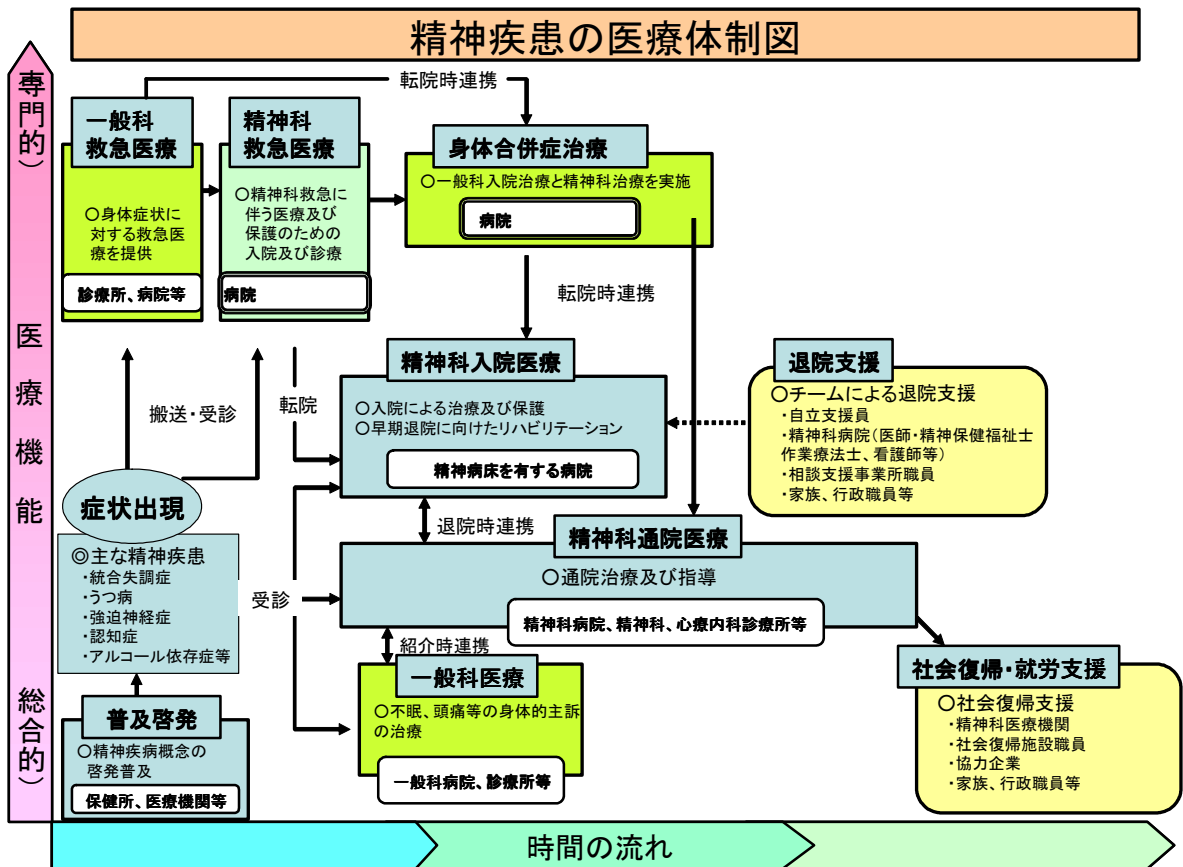 精神疾患の医療体制図
専門的）
医療機能
（総合的）
転院時連携
一般科
救急医療
○身体症状に
対する救急医
療を提供
診療所、病院等
精神科
救急医療
○精神科救急に
伴う医療及び
保護のための
入院及び診療
病院
身体合併症治療
○一般科入院治療と精神科治療を実施
病院
転院時連携
搬送・受診
転院
精神科入院医療
○入院による治療及び保護
○早期退院に向けたリハビリテーション
精神病床を有する病院
退院支援
○チームによる退院支援
・自立支援員
・精神科病院（医師・精神保健福祉士
作業療法士、看護師等）
・相談支援事業所職員
・家族、行政職員等
症状出現
◎主な精神疾患
・統合失調症
・うつ病
・強迫神経症
・認知症
・アルコール依存症等
受診
退院時連携
精神科通院医療
○通院治療及び指導
精神科病院、精神科、心療内科診療所等
紹介時連携
一般科医療
○不眠、頭痛等の身体的主訴
の治療
一般科病院、診療所等
社会復帰・就労支援
○社会復帰支援
・精神科医療機関
・社会復帰施設職員
・協力企業
・家族、行政職員等
普及啓発
○精神疾病概念の
啓発普及
保健所、医療機関等
時間の流れ